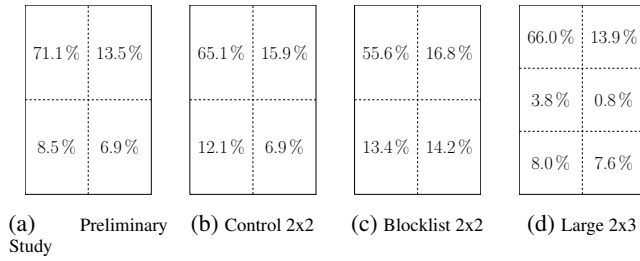 71.1 % 13.5 %
8.5 % 6.9 %
(a) Preliminary
Study
65.1 % 15.9 %
12.1 % 6.9 %
(b) Control 2x2
55.6 % 16.8 %
13.4 % 14.2 %
(c) Blocklist 2x2
66.0 % 13.9 %
3.8 % 0.8 %
8.0 % 7.6 %
(d) Large 2x3